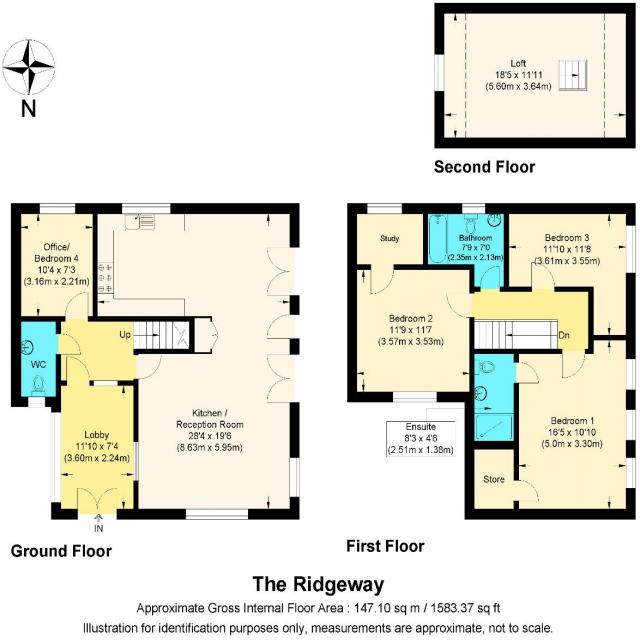 N
Loft
18'5 x 11'11
(5.60m x 3.64m)
Second Floor
Office/
Bedroom 4
10'4 x 7'3
(3.16m x 2.21m)
Up
WC
Lobby
11'10 x 7'4
(3.60m x 2.24m)
Kitchen /
Reception Room
28'4 x 19'6
(8.63m x 5.95m)
IN
Ground Floor
Study
Bathroom
7'9 x 7'0
(2.35m x 2.13m)
Bedroom 3
11'10 x 11'8
(3.61m x 3.55m)
Bedroom 2
11'9 x 11'7
(3.57m x 3.53m)
Dn
Ensuite
8'3 x 4'6
(2.51m x 1.38m)
Bedroom 1
16'5 x 10'10
(5.0m x 3.30m)
Store
First Floor
The Ridgeway
Approximate Gross Internal Floor Area : 147.10 sq m / 1583.37 sq ft
Illustration for identification purposes only, measurements are approximate, not to scale.